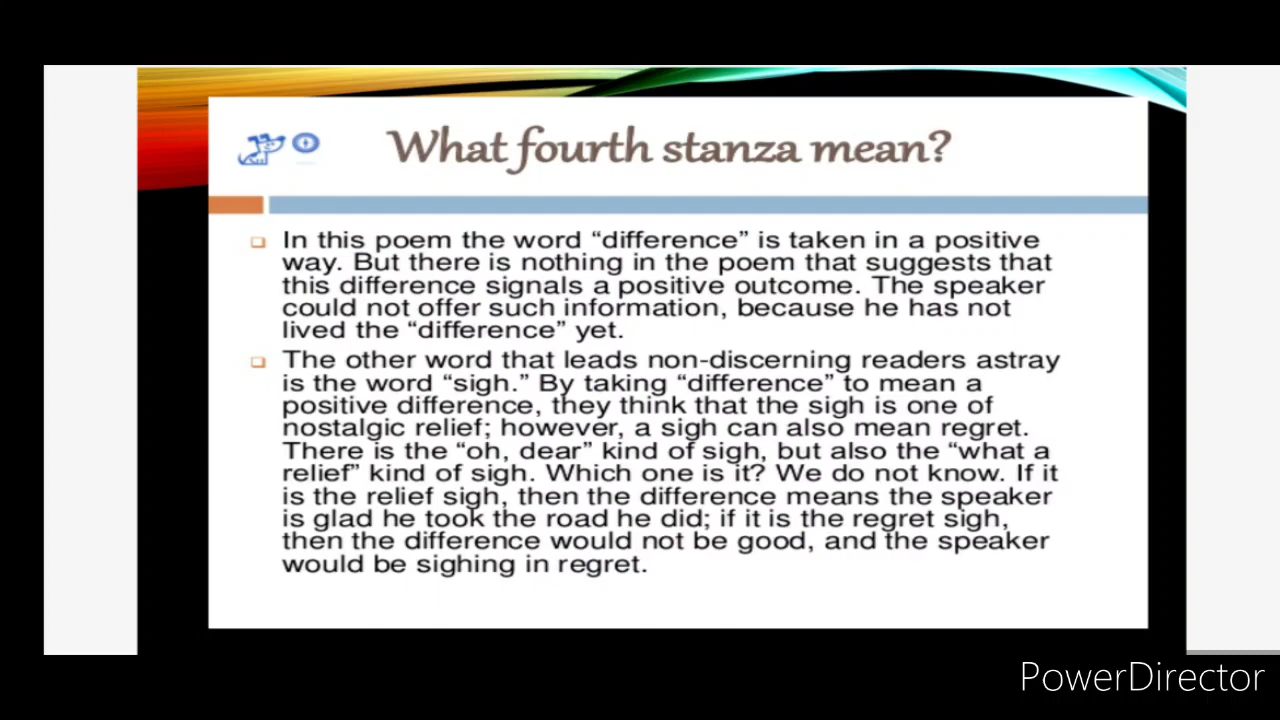 What fourth stanza mean?
In this poem the word “difference” is taken in a positive
way. But there is nothing in the poem that suggests that
this difference signals a positive outcome. The speaker
could not offer such information, because he has not
lived the “difference” yet.
The other word that leads non-discerning readers astray
is the word “sigh.” By taking “difference” to mean a
positive difference, they think that the sigh is one of
nostalgic relief; however, a sigh can also mean regret.
There is the “oh, dear” kind of sigh, but also the “what a
relief” kind of sigh. Which one is it? We do not know. If it
is the relief sigh, then the difference means the speaker
is glad he took the road he did; if it is the regret sigh,
then the difference would not be good, and the speaker
would be sighing in regret.
PowerDirector